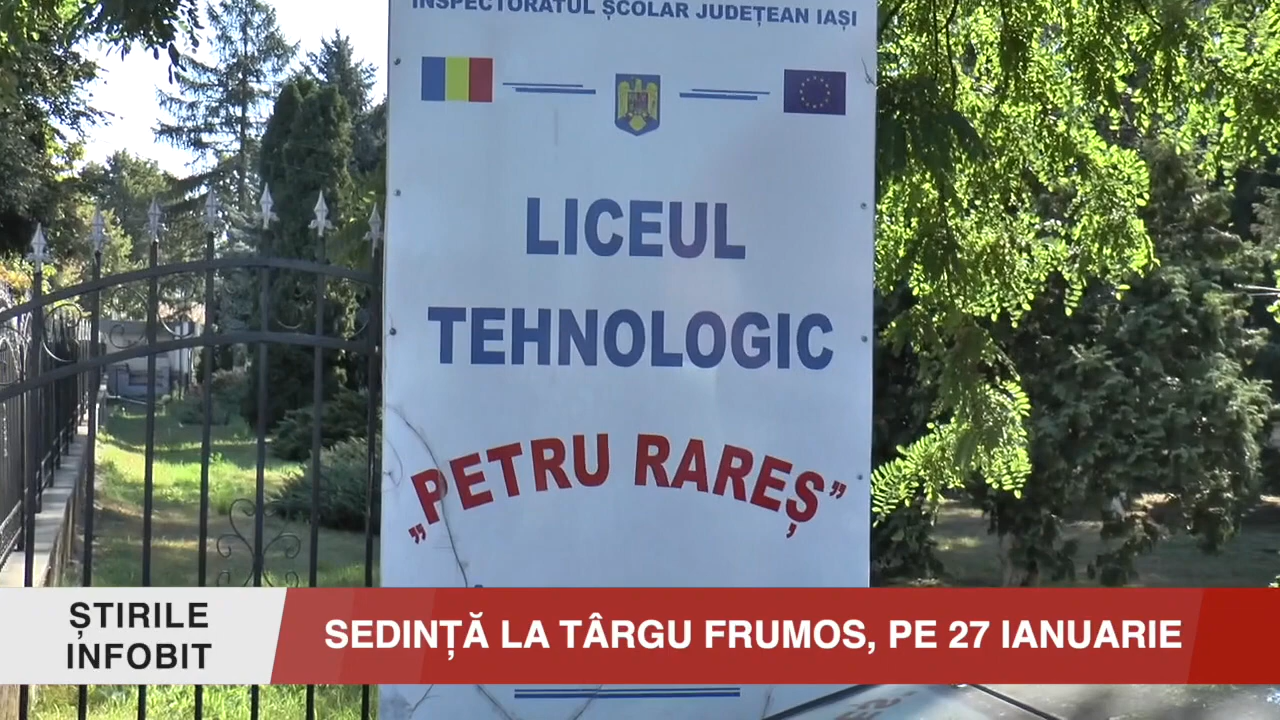 INSPECTORATUL ȘCOLAR JUDEȚEAN IAȘI
LICEUL
TEHNOLOGIC
„PETRU RAREȘ”
ȘTIRILE
INFOBIT
SEDINȚĂ LA TÂRGU FRUMOS, PE 27 IANUARIE